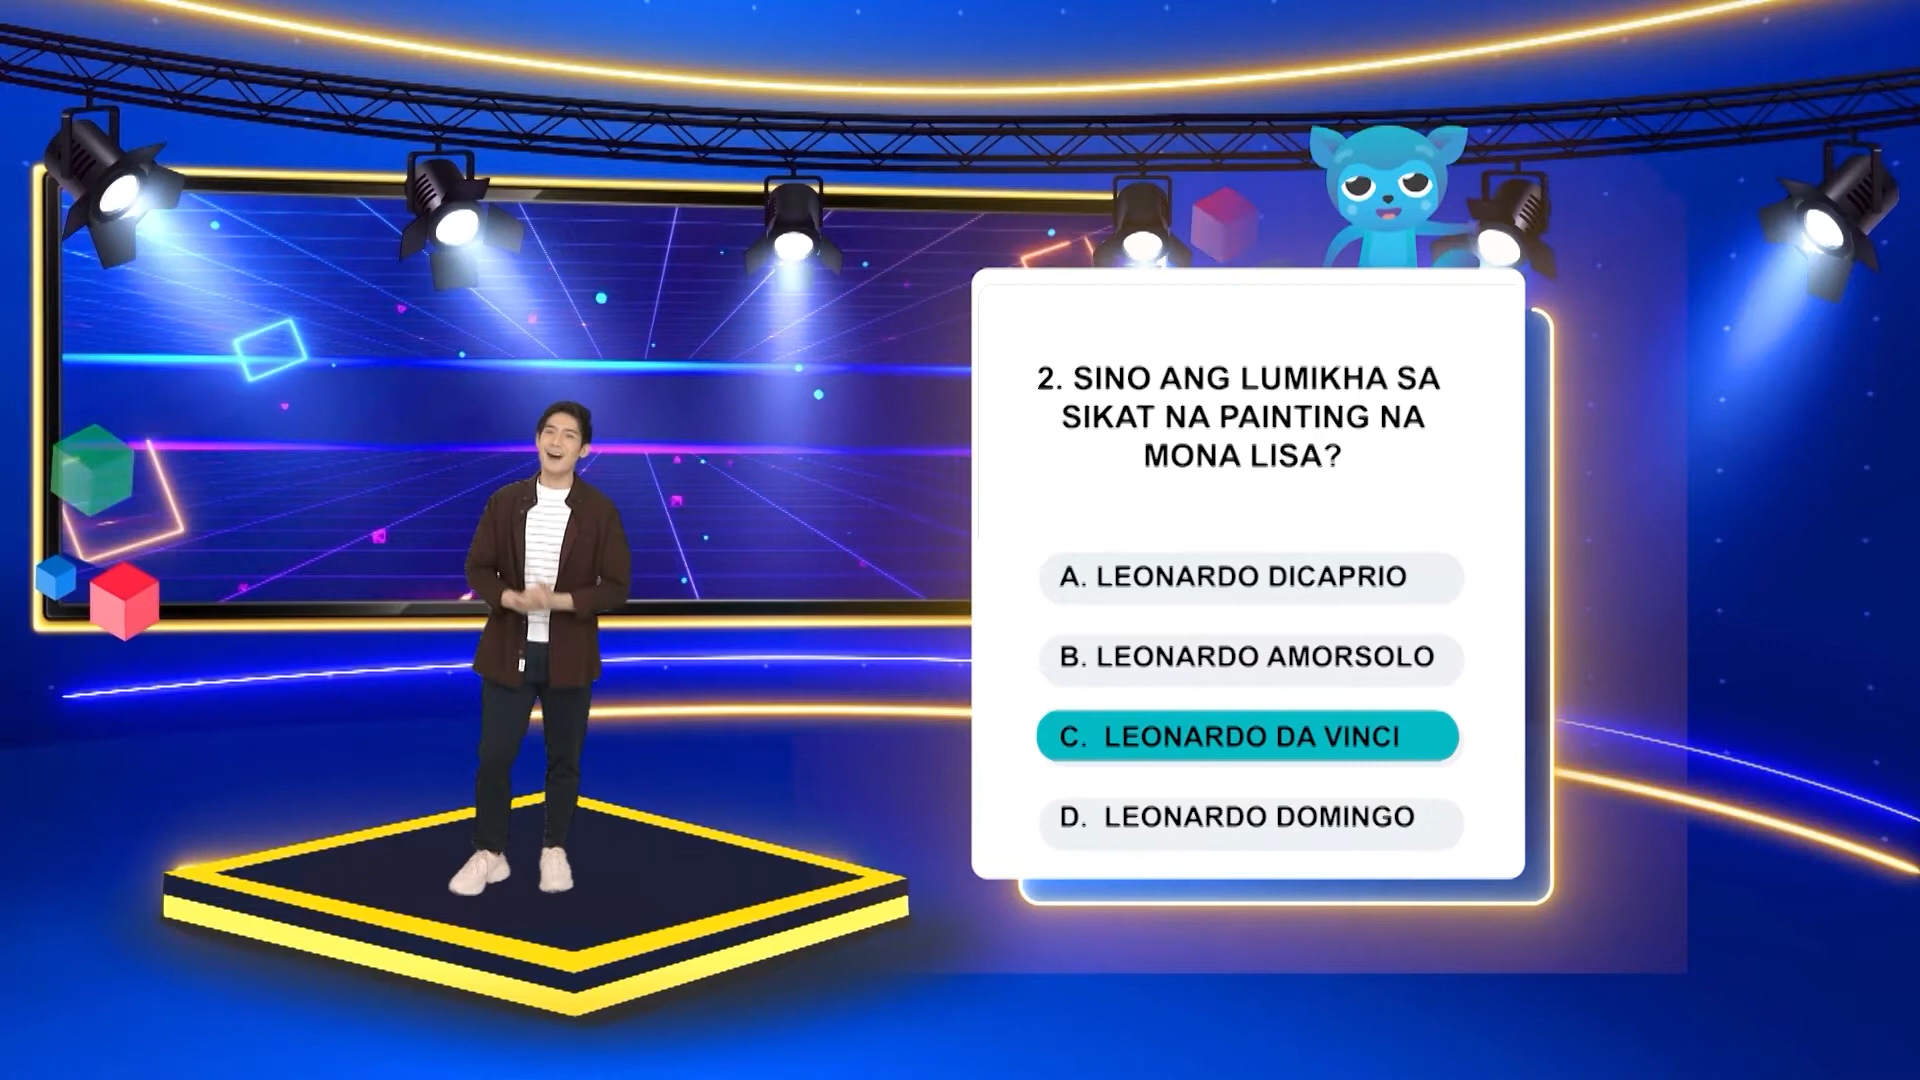 2. SINO ANG LUMIKHA SA
SIKAT NA PAINTING NA
MONA LISA?
A. LEONARDO DICAPRIO
B. LEONARDO AMORSOLO
C. LEONARDO DA VINCI
D. LEONARDO DOMINGO